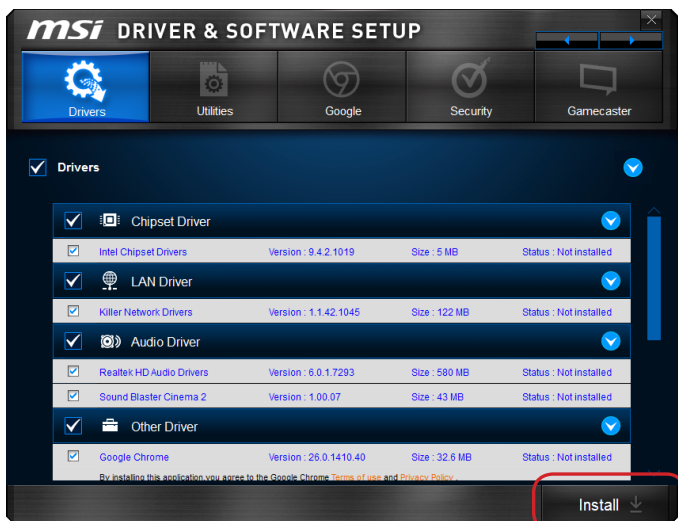 msi DRIVER & SOFTWARE SETUP
Drivers Utilities Google Security Gamecaster
Drivers
Chipset Driver
Intel Chipset Drivers Version : 9.4.2.1019 Size : 5 MB Status : Not installed
LAN Driver
Killer Network Drivers Version : 1.1.42.1045 Size : 122 MB Status : Not installed
Audio Driver
Realtek HD Audio Drivers Version : 6.0.1.7293 Size : 580 MB Status : Not installed
Sound Blaster Cinema 2 Version : 1.00.07 Size : 43 MB Status : Not installed
Other Driver
Google Chrome Version : 26.0.1410.40 Size : 32.6 MB Status : Not installed
By installing this application,you agree to the Google Chrome Terms of use and Privacy Policy .
Install